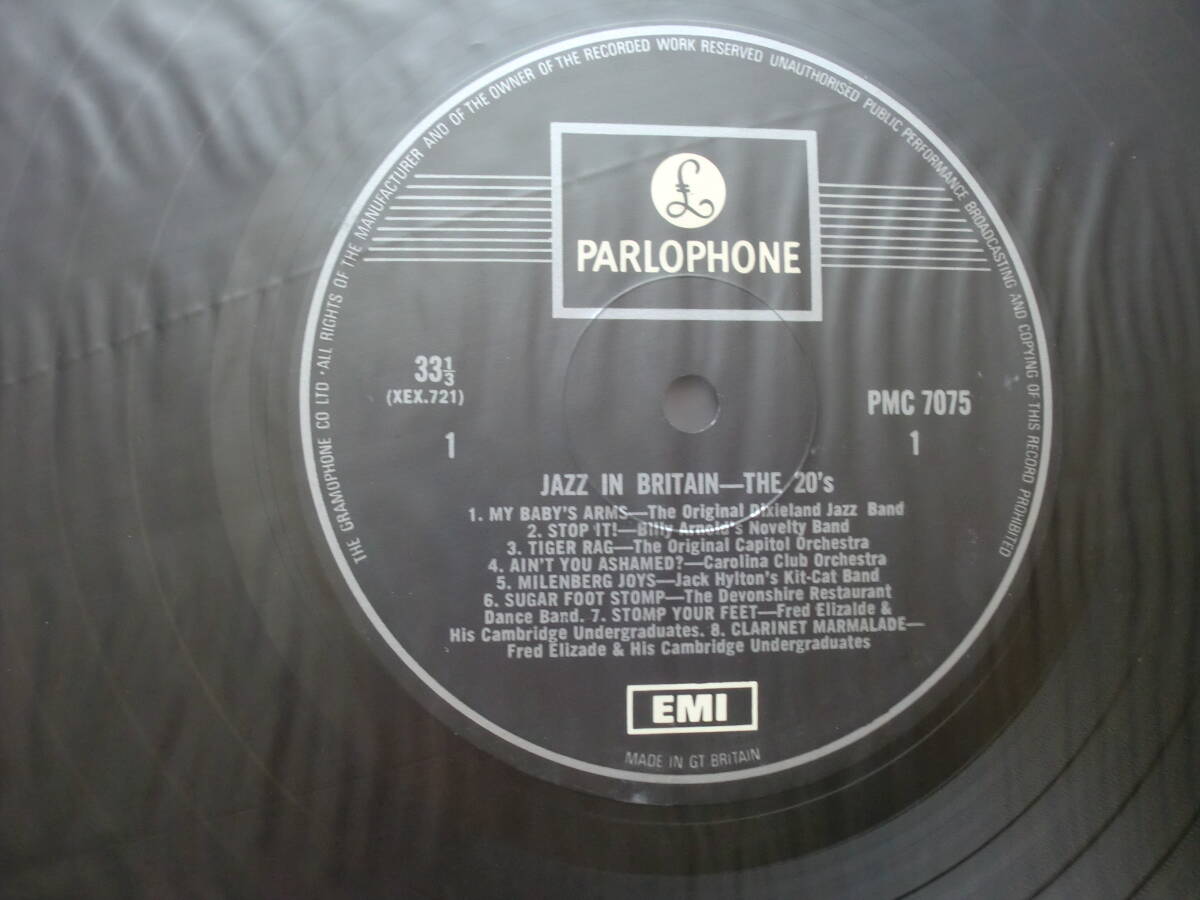 THE GRAMOPHONE CO LTD · ALL RIGHTS OF THE MANUFACTURER AND OF THE OWNER OF THE RECORDED WORK RESERVED UNAUTHORISED PUBLIC PERFORMANCE BROADCASTING AND COPYING OF THIS RECORD PROHIBITED
£
PARLOPHONE
33⅓
(XEX.721)
1
PMC 7075
1
JAZZ IN BRITAIN—THE 20's
1. MY BABY'S ARMS—The Original Dixieland Jazz Band
2. STOP IT!—Billy Arnold's Novelty Band
3. TIGER RAG—The Original Capitol Orchestra
4. AIN'T YOU ASHAMED?—Carolina Club Orchestra
5. MILENBERG JOYS—Jack Hylton's Kit-Cat Band
6. SUGAR FOOT STOMP—The Devonshire Restaurant
Dance Band. 7. STOMP YOUR FEET—Fred Elizalde &
His Cambridge Undergraduates. 8. CLARINET MARMALADE—
Fred Elizade & His Cambridge Undergraduates
EMI
MADE IN GT BRITAIN